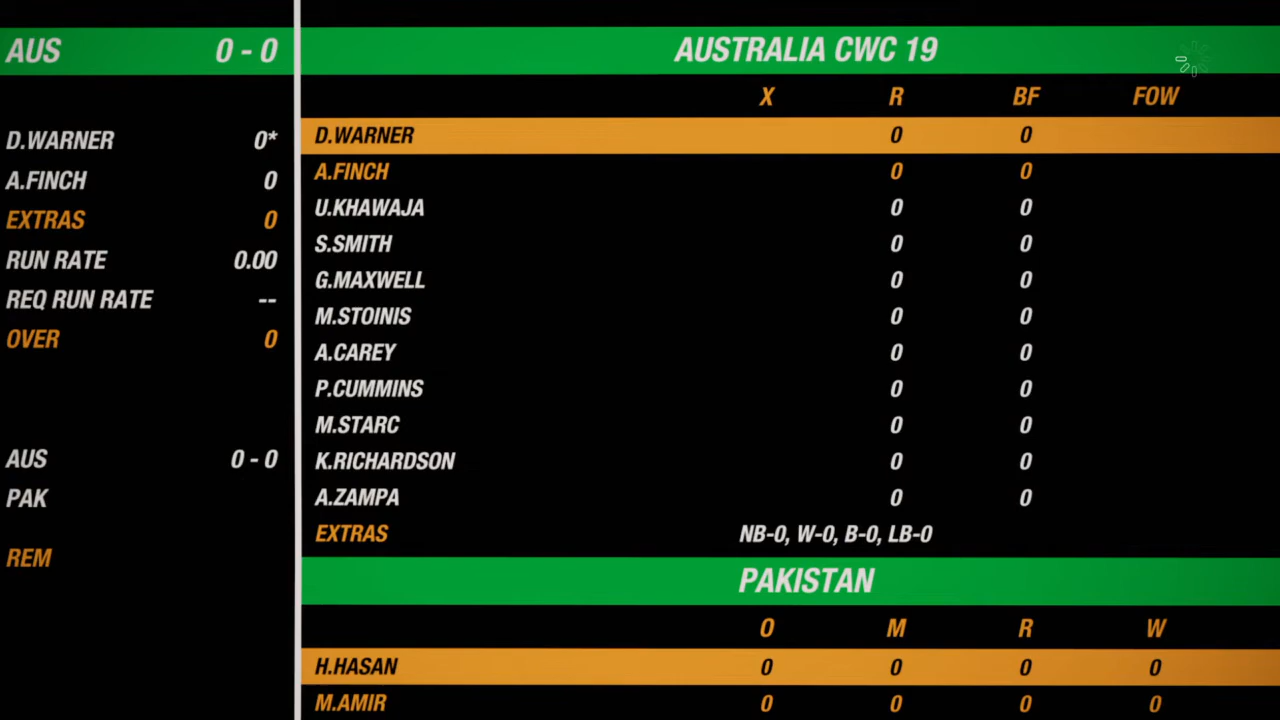 AUS 0 - 0
D.WARNER 0*
A.FINCH 0
EXTRAS 0
RUN RATE 0.00
REQ RUN RATE --
OVER 0
AUS 0 - 0
PAK
REM
AUSTRALIA CWC 19
X R BF FOW
D.WARNER 0 0
A.FINCH 0 0
U.KHAWAJA 0 0
S.SMITH 0 0
G.MAXWELL 0 0
M.STOINIS 0 0
A.CAREY 0 0
P.CUMMINS 0 0
M.STARC 0 0
K.RICHARDSON 0 0
A.ZAMPA 0 0
EXTRAS NB-0, W-0, B-0, LB-0
PAKISTAN
O M R W
H.HASAN 0 0 0 0
M.AMIR 0 0 0 0